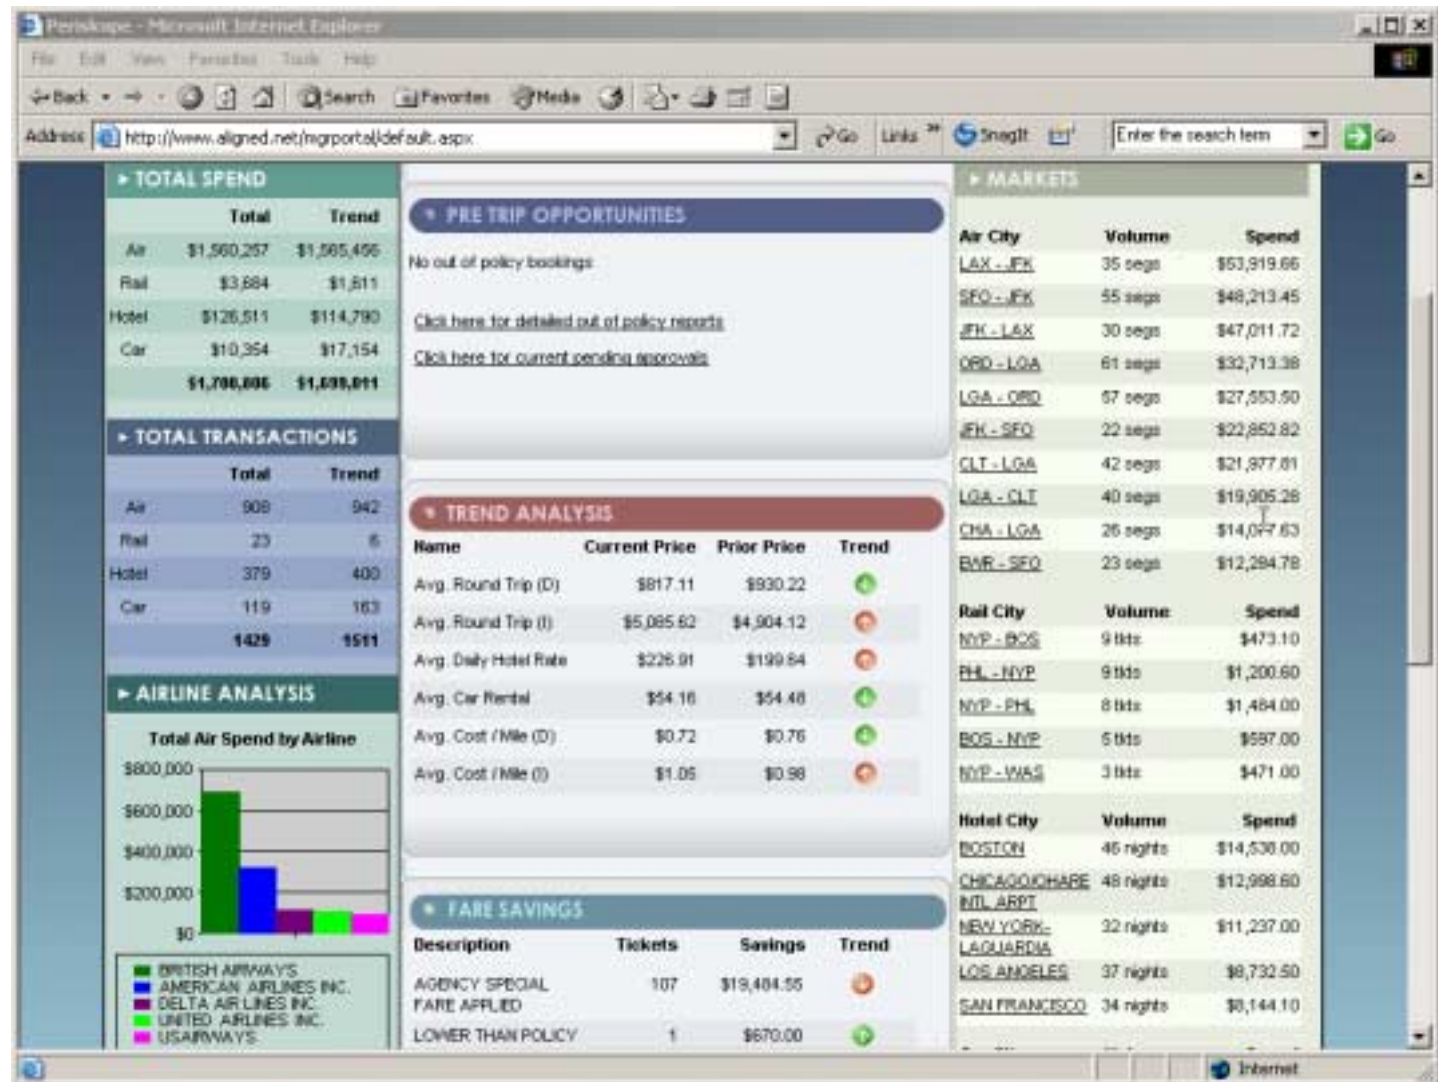 Periskope - Microsoft Internet Explorer
File Edit View Favorites Tools Help
Back Search Favorites Media
Address http://www.aligned.net/mgrportal/default.aspx Go Links » SnagIt Enter the search term Go
TOTAL SPEND
Total Trend
Air $1,560,257 $1,565,456
Rail $3,684 $1,611
Hotel $126,511 $114,790
Car $10,354 $17,154
TOTAL TRANSACTIONS
Total Trend
Air 908 942
Rail 23 6
Hotel 379 400
Car 119 163
1429 1511
AIRLINE ANALYSIS
Total Air Spend by Airline
$800,000
$600,000
$400,000
$200,000
$0
BRITISH AIRWAYS
AMERICAN AIRLINES INC.
DELTA AIR LINES INC
UNITED AIRLINES INC.
USAIRWAYS
PRE TRIP OPPORTUNITIES
No out of policy bookings
Click here for detailed out of policy reports
Click here for current pending approvals
TREND ANALYSIS
Name Current Price Prior Price Trend
Avg. Round Trip (D) $817.11 $930.22
Avg. Round Trip (I) $5,085.62 $4,904.12
Avg. Daily Hotel Rate $226.91 $199.64
Avg. Car Rental $54.16 $54.48
Avg. Cost / Mile (D) $0.72 $0.76
Avg. Cost / Mile (I) $1.05 $0.98
FARE SAVINGS
Description Tickets Savings Trend
AGENCY SPECIAL 107 $19,484.55
FARE APPLIED
LOWER THAN POLICY 1 $670.00
MARKETS
Air City Volume Spend
LAX - JFK 35 segs $53,919.66
SFO - JFK 55 segs $48,213.45
JFK - LAX 30 segs $47,011.72
ORD - LGA 61 segs $32,713.38
LGA - ORD 57 segs $27,553.50
JFK - SFO 22 segs $22,852.82
CLT - LGA 42 segs $21,977.81
LGA - CLT 40 segs $19,905.28
CHA - LGA 26 segs
EWR - SFO 23 segs $12,284.78
Rail City Volume Spend
NYP - BOS 9 tkts $473.10
PHL - NYP 9 tkts $1,200.60
NYP - PHL 8 tkts $1,484.00
BOS - NYP 5 tkts $597.00
NYP - WAS 3 tkts $471.00
Hotel City Volume Spend
BOSTON 46 nights $14,538.00
CHICAGO/OHARE 48 nights $12,998.60
INTL ARPT
NEW YORK- 32 nights $11,237.00
LAGUARDIA
LOS ANGELES 37 nights $8,732.50
SAN FRANCISCO 34 nights $8,144.10
Internet